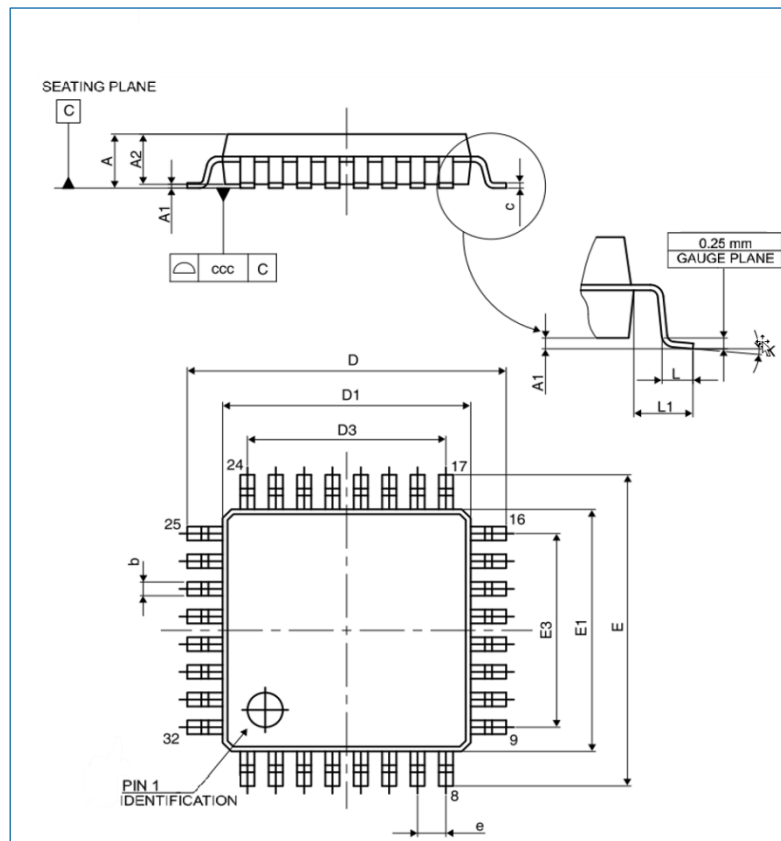 SEATING PLANE
C
A
A2
A1
c
ccc C
0.25 mm
GAUGE PLANE
A1
L
L1
D
D1
D3
24
17
25
16
b
E3
E1
E
32
9
PIN 1
IDENTIFICATION
8
e